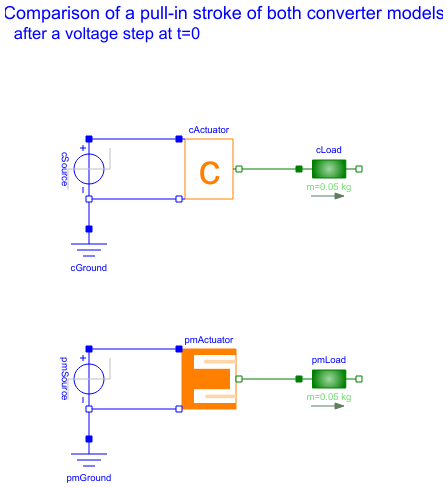 Comparison of a pull-in stroke of both converter models
after a voltage step at t=0
cActuator
cSource
+
-
C
cLoad
m=0.05 kg
cGround
pmActuator
pmSource
+
-
pmLoad
m=0.05 kg
pmGround